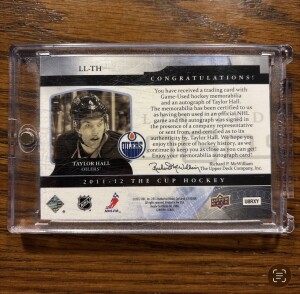 LL-TH
CONGRATULATIONS!
You have received a trading card with
Game-Used hockey memorabilia
and an autograph of Taylor Hall.
The memorabilia has been certified to us
as having been used in an official NHL
game and the autograph was signed in
the presence of a company representative
or sent from, and certified as to its
authenticity by, Taylor Hall. We hope you
enjoy this piece of hockey history, as we
continue to keep you as close as you can get!
Enjoy your memorabilia autograph card!
TAYLOR HALL
OILERS
Richard P. McWilliam
The Upper Deck Company, Inc.
2011-12 THE CUP HOCKEY
NHL
NHLPA
UPPER DECK